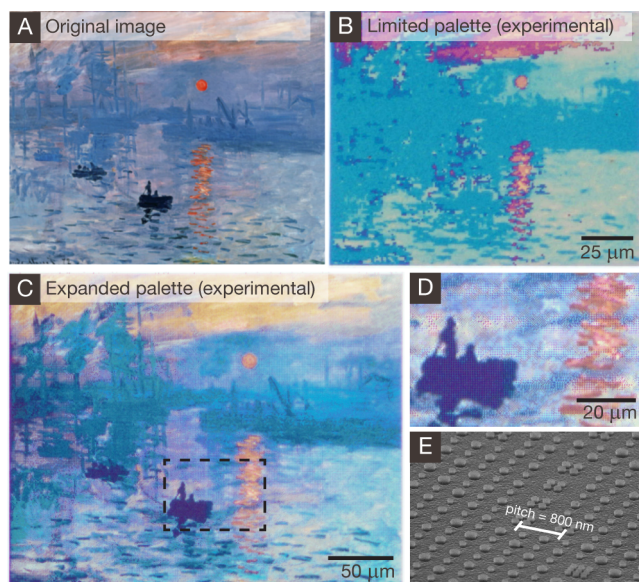 A Original image
B Limited palette (experimental)
25 μm
C Expanded palette (experimental)
50 μm
D
20 μm
E
pitch = 800 nm